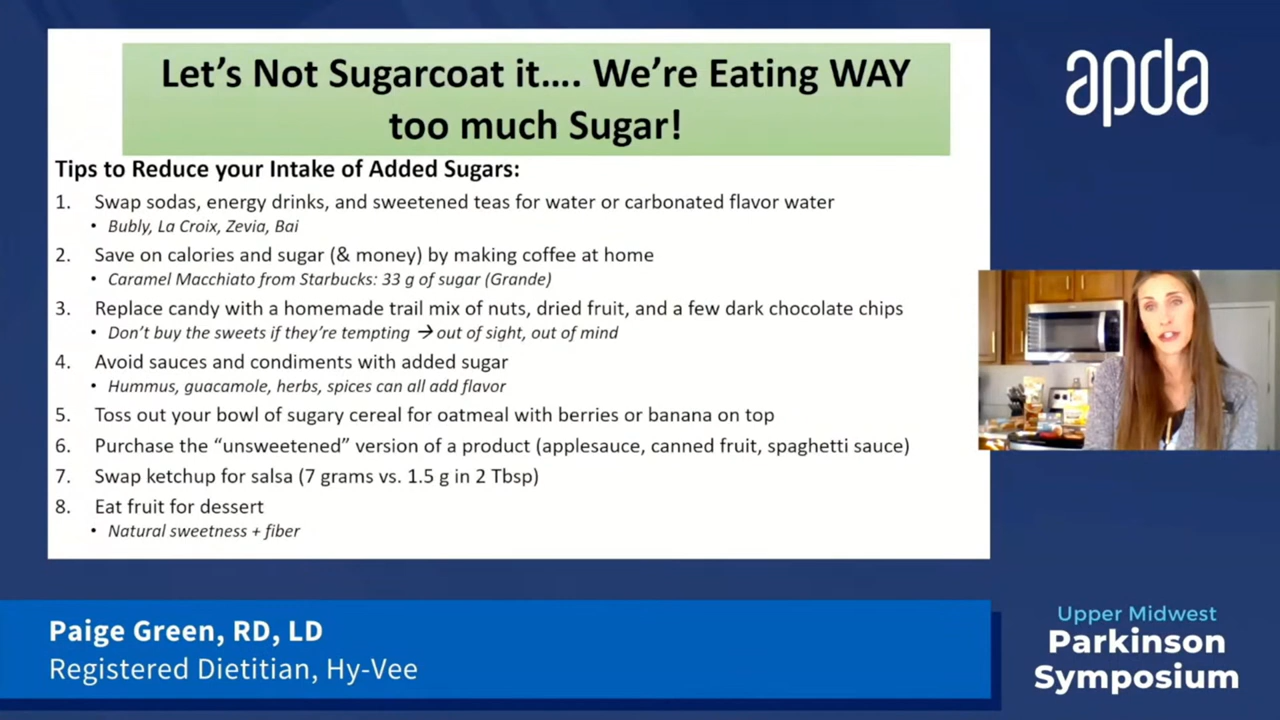 Let's Not Sugarcoat it.... We're Eating WAY
too much Sugar!
Tips to Reduce your Intake of Added Sugars:
1. Swap sodas, energy drinks, and sweetened teas for water or carbonated flavor water
• Bubly, La Croix, Zevia, Bai
2. Save on calories and sugar (& money) by making coffee at home
• Caramel Macchiato from Starbucks: 33 g of sugar (Grande)
3. Replace candy with a homemade trail mix of nuts, dried fruit, and a few dark chocolate chips
• Don't buy the sweets if they're tempting → out of sight, out of mind
4. Avoid sauces and condiments with added sugar
• Hummus, guacamole, herbs, spices can all add flavor
5. Toss out your bowl of sugary cereal for oatmeal with berries or banana on top
6. Purchase the “unsweetened” version of a product (applesauce, canned fruit, spaghetti sauce)
7. Swap ketchup for salsa (7 grams vs. 1.5 g in 2 Tbsp)
8. Eat fruit for dessert
• Natural sweetness + fiber
apda
Paige Green, RD, LD
Registered Dietitian, Hy-Vee
Upper Midwest
Parkinson
Symposium